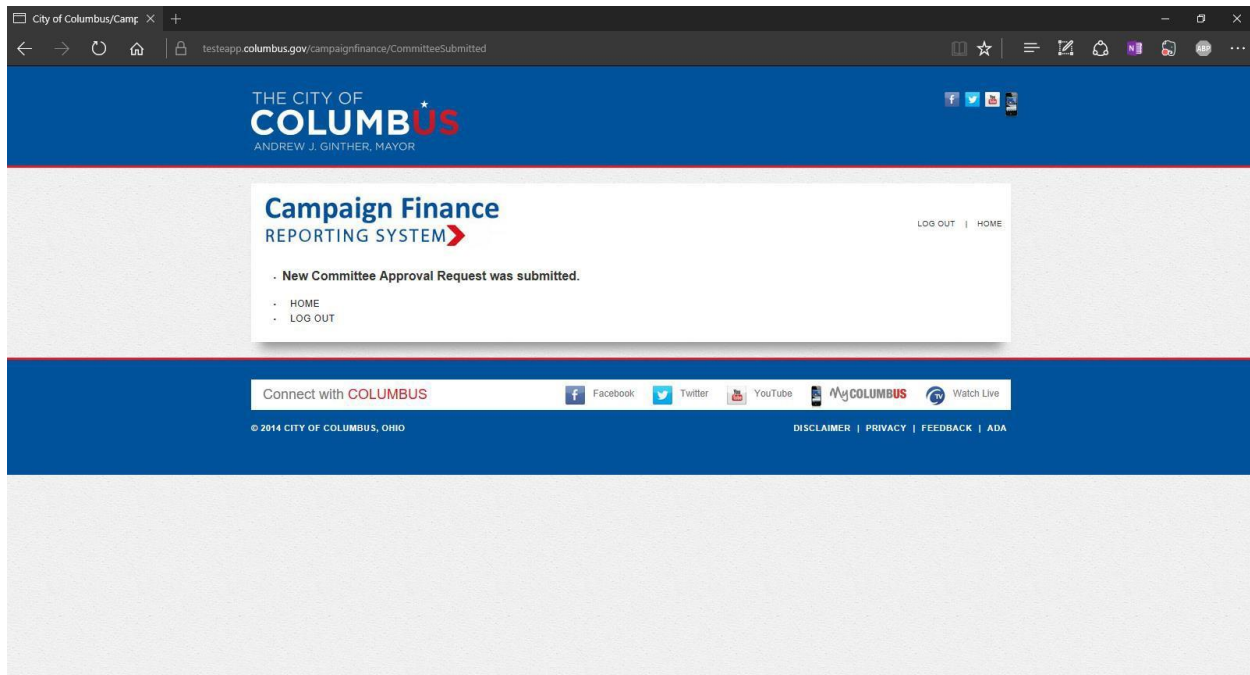 City of Columbus/Camp
testeapp.columbus.gov/campaignfinance/CommitteeSubmitted
N
ABP
THE CITY OF
COLUMBUS
ANDREW J. GINTHER, MAYOR
Campaign Finance
REPORTING SYSTEM
LOG OUT | HOME
· New Committee Approval Request was submitted.
· HOME
· LOG OUT
Connect with COLUMBUS
Facebook
Twitter
YouTube
MyCOLUMBUS
TV
Watch Live
© 2014 CITY OF COLUMBUS, OHIO
DISCLAIMER | PRIVACY | FEEDBACK | ADA